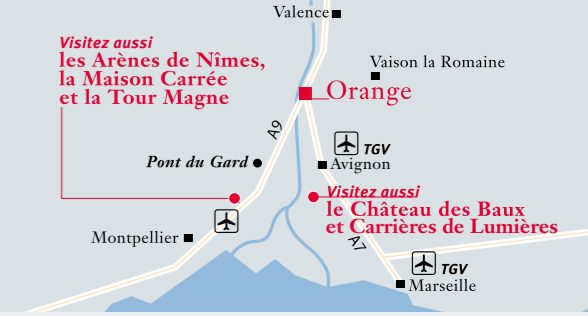 Valence
Visitez aussi
les Arènes de Nîmes,
la Maison Carrée
et la Tour Magne
Vaison la Romaine
Orange
A9
TGV
Pont du Gard
Avignon
Visitez aussi
le Château des Baux
et Carrières de Lumières
Montpellier
A7
TGV
Marseille